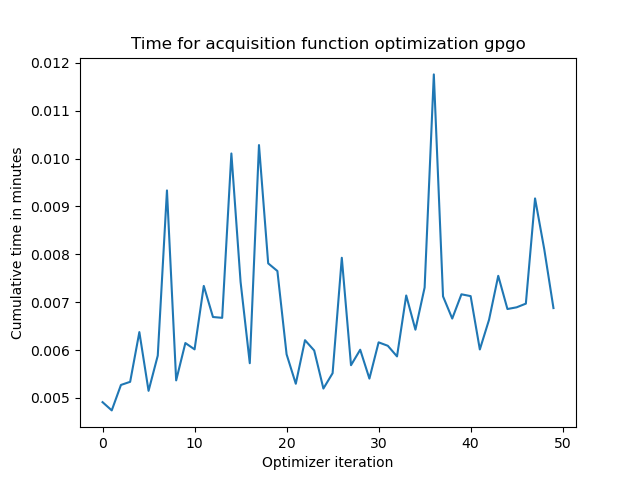 Time for acquisition function optimization gpgo
0.012
0.011
0.010
0.009
0.008
0.007
0.006
0.005
Cumulative time in minutes
0 10 20 30 40 50
Optimizer iteration